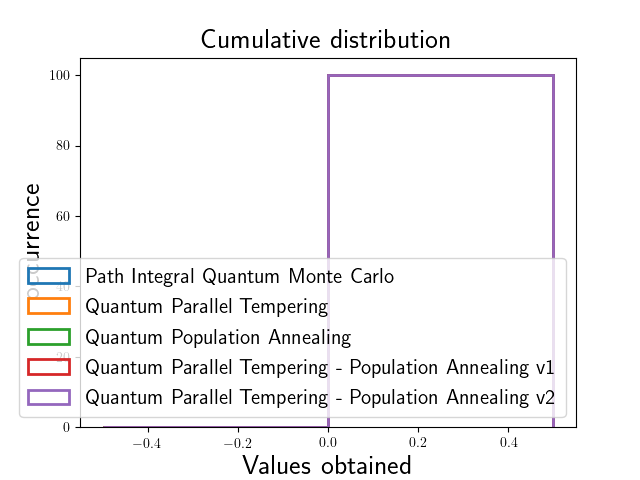 Cumulative distribution
100
80
60
40
20
0
Occurrence
Path Integral Quantum Monte Carlo
Quantum Parallel Tempering
Quantum Population Annealing
Quantum Parallel Tempering - Population Annealing v1
Quantum Parallel Tempering - Population Annealing v2
−0.4 −0.2 0.0 0.2 0.4
Values obtained